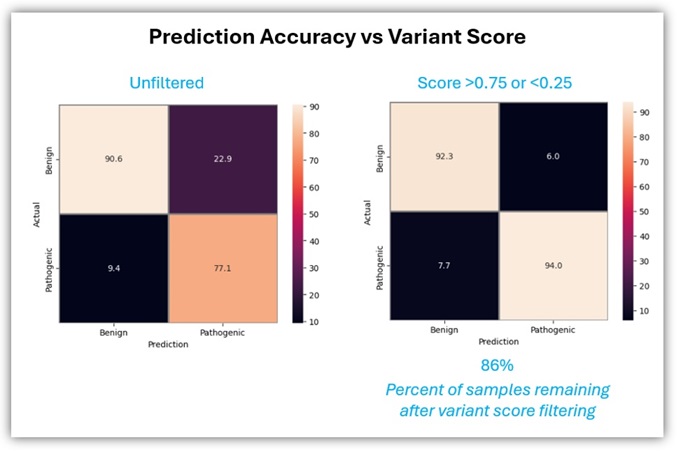 Prediction Accuracy vs Variant Score
Unfiltered
90.6
22.9
9.4
77.1
Benign
Pathogenic
Actual
Benign
Pathogenic
Prediction
90
80
70
60
50
40
30
20
10
Score >0.75 or <0.25
92.3
6.0
7.7
94.0
Benign
Pathogenic
Actual
Benign
Pathogenic
Prediction
90
80
70
60
50
40
30
20
10
86%
Percent of samples remaining
after variant score filtering